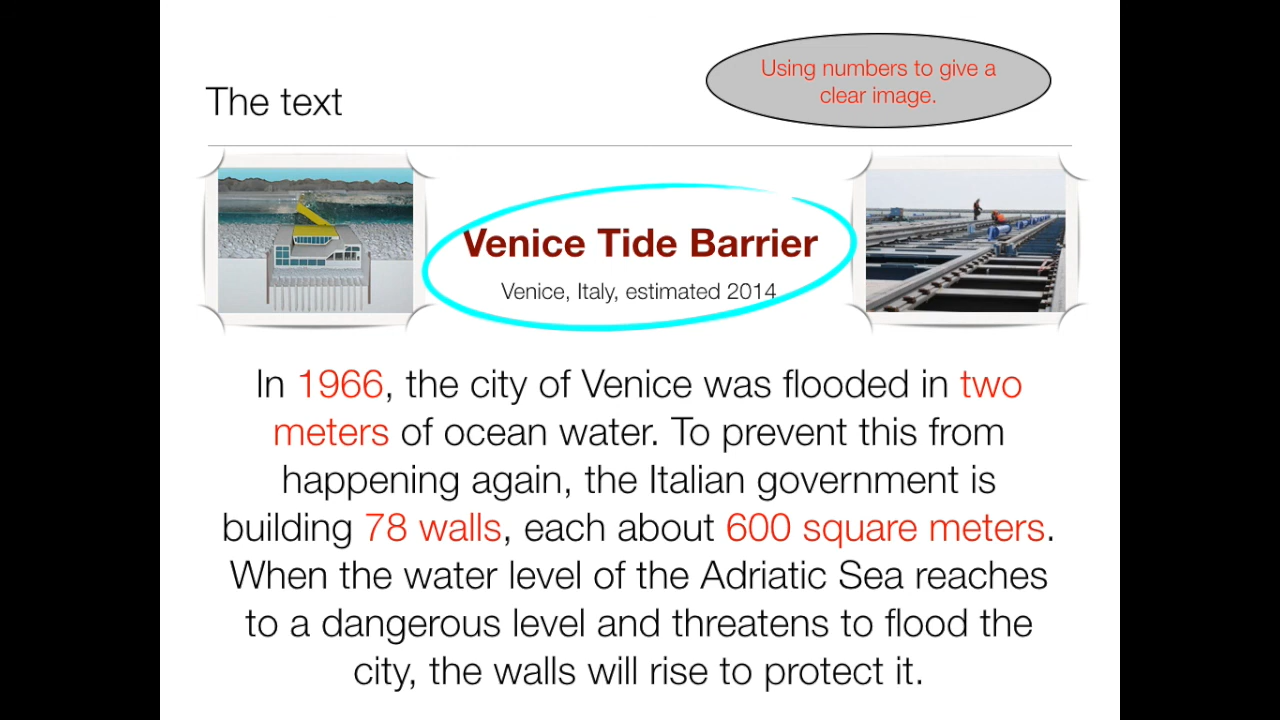 Using numbers to give a
clear image.
The text
Venice Tide Barrier
Venice, Italy, estimated 2014
In 1966, the city of Venice was flooded in two
meters of ocean water. To prevent this from
happening again, the Italian government is
building 78 walls, each about 600 square meters.
When the water level of the Adriatic Sea reaches
to a dangerous level and threatens to flood the
city, the walls will rise to protect it.